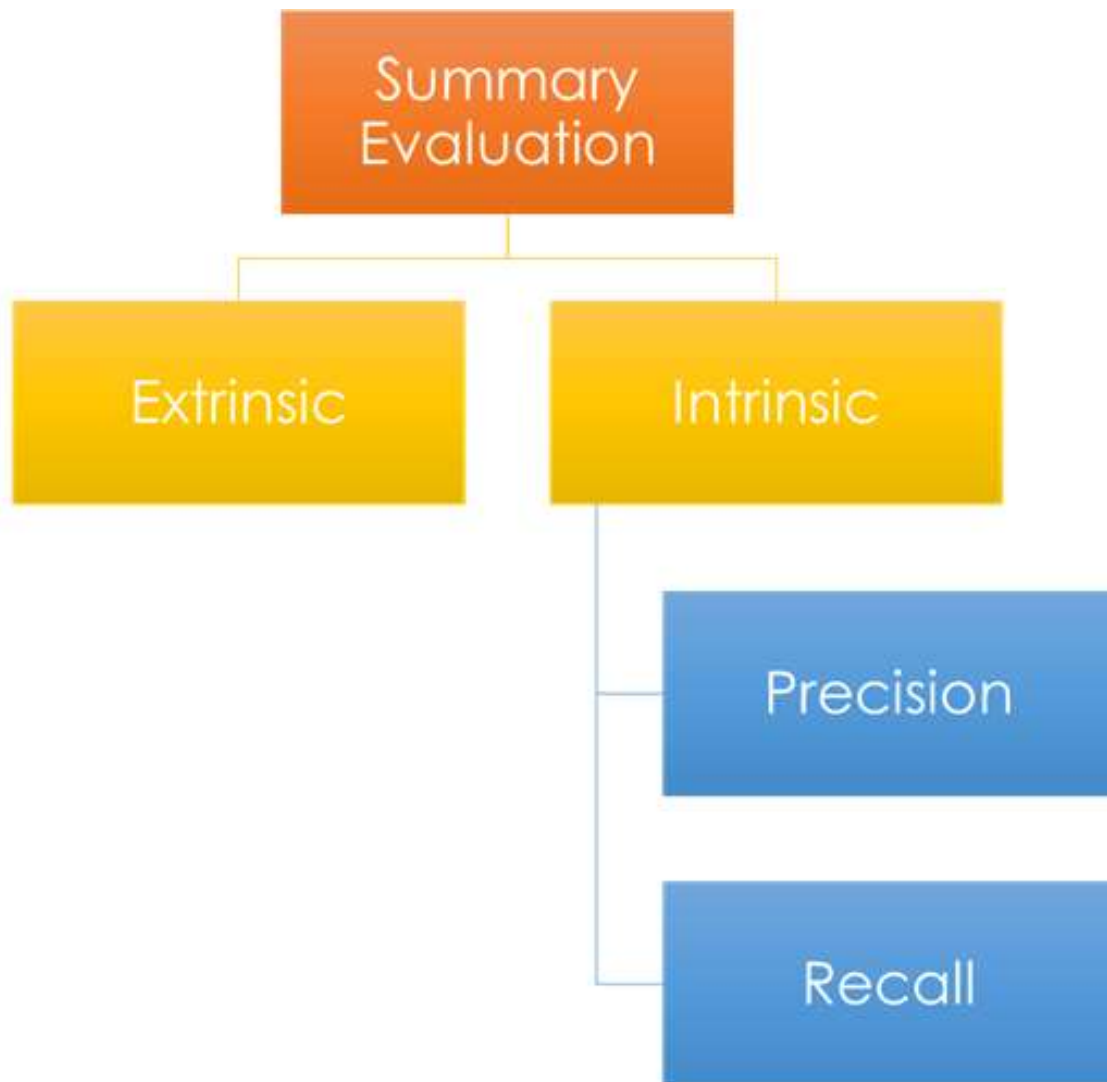 Summary
Evaluation
Extrinsic
Intrinsic
Precision
Recall